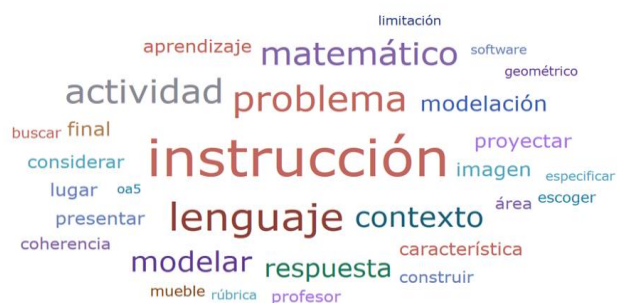 limitación
aprendizaje matemático software
geométrico
actividad problema modelación
buscar final instrucción proyectar
considerar imagen especificar
lugar oa5 área escoger
presentar lenguaje contexto
coherencia modelar respuesta característica
construir
mueble rúbrica profesor